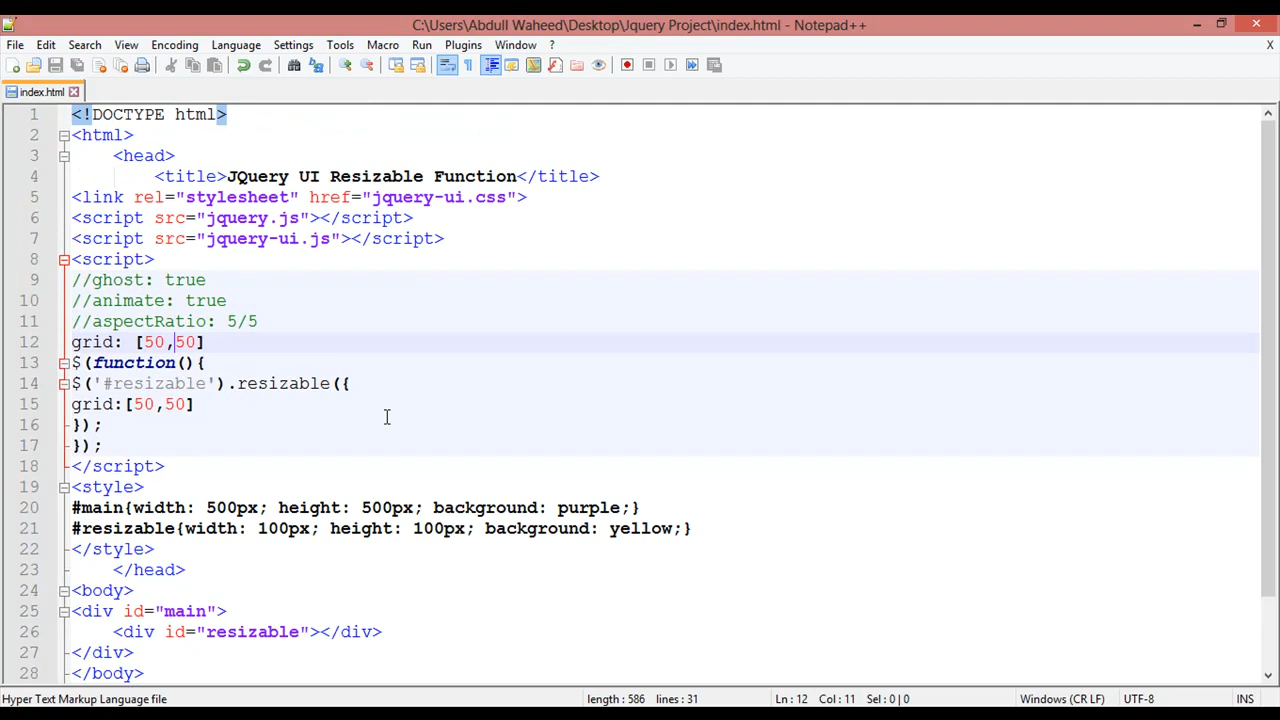 C:\Users\Abdull Waheed\Desktop\Jquery Project\index.html - Notepad++
File Edit Search View Encoding Language Settings Tools Macro Run Plugins Window ? X
index.html
1 <!DOCTYPE html>
2 <html>
3 <head>
4 <title>JQuery UI Resizable Function</title>
5 <link rel="stylesheet" href="jquery-ui.css">
6 <script src="jquery.js"></script>
7 <script src="jquery-ui.js"></script>
8 <script>
9 //ghost: true
10 //animate: true
11 //aspectRatio: 5/5
12 grid: [50,50]
13 $(function(){
14 $('#resizable').resizable({
15 grid:[50,50]
16 });
17 });
18 </script>
19 <style>
20 #main{width: 500px; height: 500px; background: purple;}
21 #resizable{width: 100px; height: 100px; background: yellow;}
22 </style>
23 </head>
24 <body>
25 <div id="main">
26 <div id="resizable"></div>
27 </div>
28 </body>
Hyper Text Markup Language file length : 586 lines : 31 Ln : 12 Col : 11 Sel : 0 | 0 Windows (CR LF) UTF-8 INS